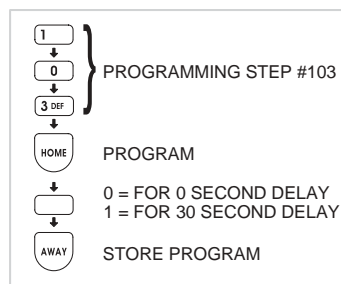 1
0
PROGRAMMING STEP #103
3 DEF
HOME
PROGRAM
0 = FOR 0 SECOND DELAY
1 = FOR 30 SECOND DELAY
AWAY
STORE PROGRAM